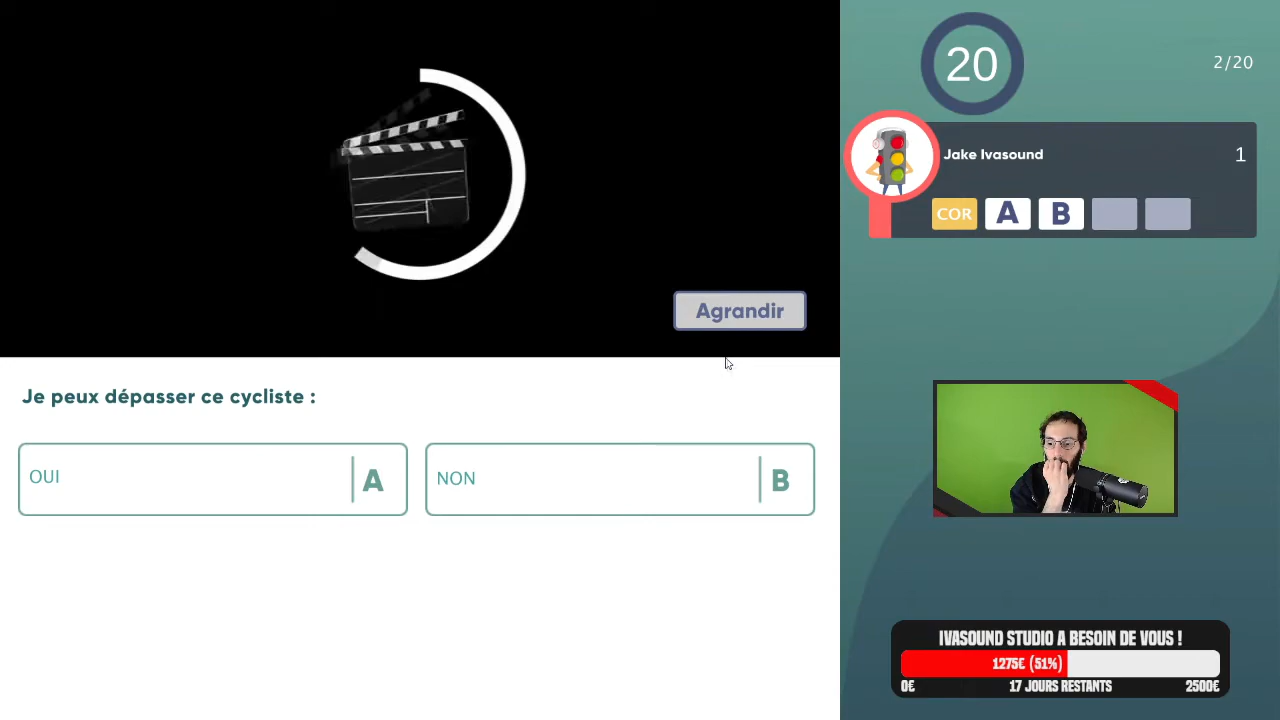 20
2/20
Jake Ivasound
1
COR
A
B
Agrandir
Je peux dépasser ce cycliste :
OUI
A
NON
B
IVASOUND STUDIO A BESOIN DE VOUS !
1275€ (51%)
0€
17 JOURS RESTANTS
2500€